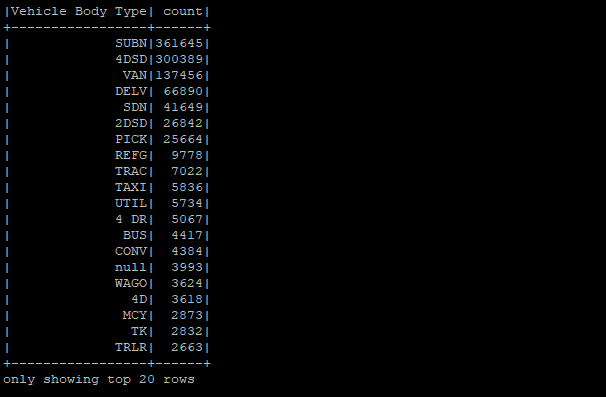 |Vehicle Body Type| count|
+-----------------+------+
|             SUBN|361645|
|             4DSD|300389|
|              VAN|137456|
|             DELV| 66890|
|              SDN| 41649|
|             2DSD| 26842|
|             PICK| 25664|
|             REFG|  9778|
|             TRAC|  7022|
|             TAXI|  5836|
|             UTIL|  5734|
|             4 DR|  5067|
|              BUS|  4417|
|             CONV|  4384|
|             null|  3993|
|             WAGO|  3624|
|               4D|  3618|
|              MCY|  2873|
|               TK|  2832|
|             TRLR|  2663|
+-----------------+------+
only showing top 20 rows